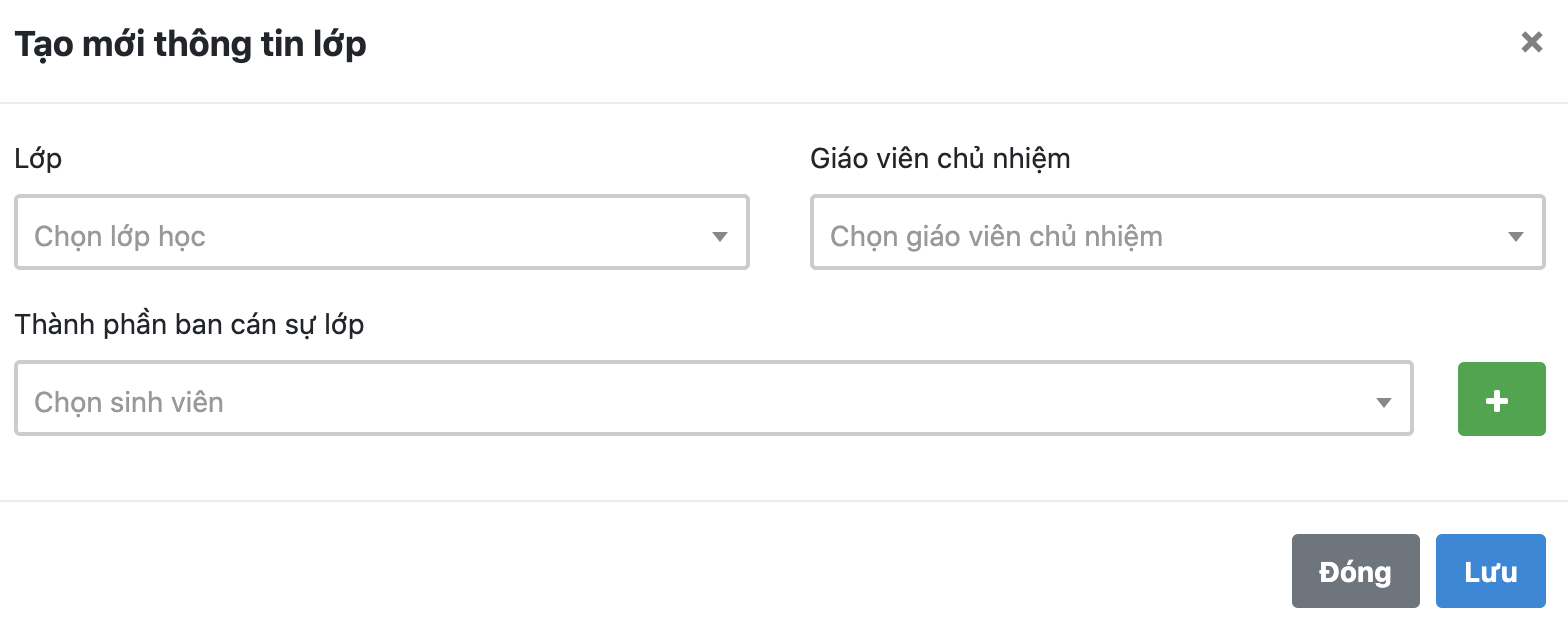 Tạo mới thông tin lớp
Lớp
Giáo viên chủ nhiệm
Chọn lớp học
Chọn giáo viên chủ nhiệm
Thành phần ban cán sự lớp
Chọn sinh viên
Đóng
Lưu